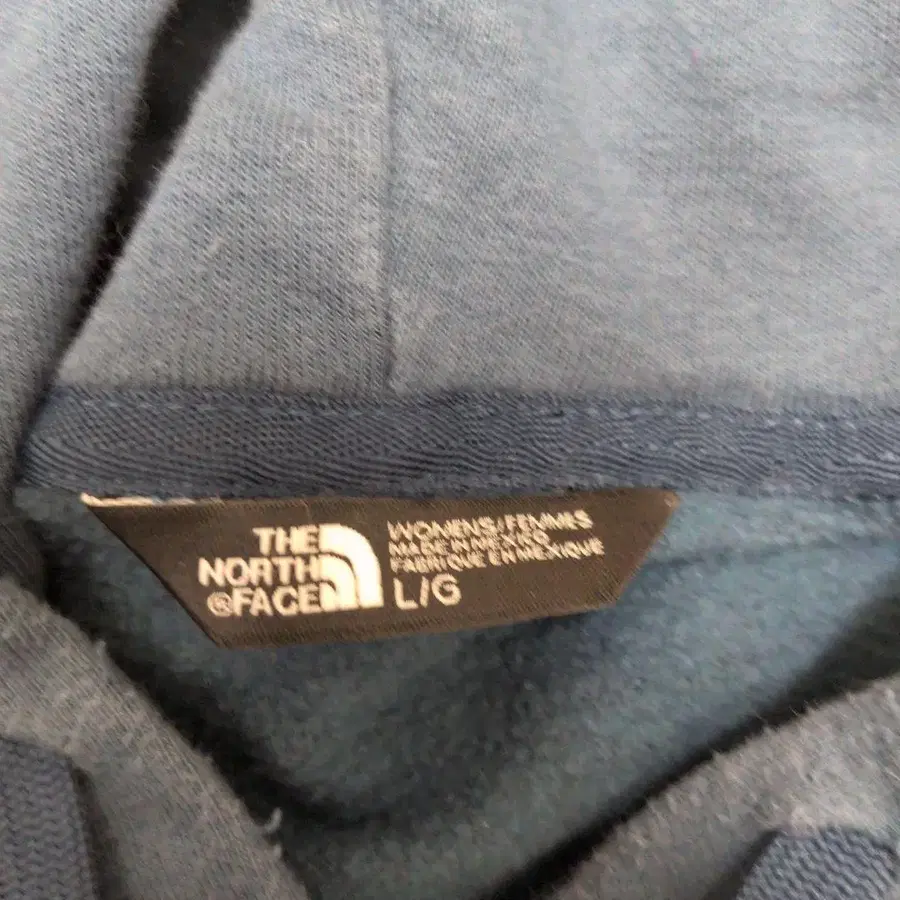 THE
NORTH
®FACE
WOMENS/FEMMES
MADE IN MEXICO
FABRIQUE EN MEXIQUE
L/G